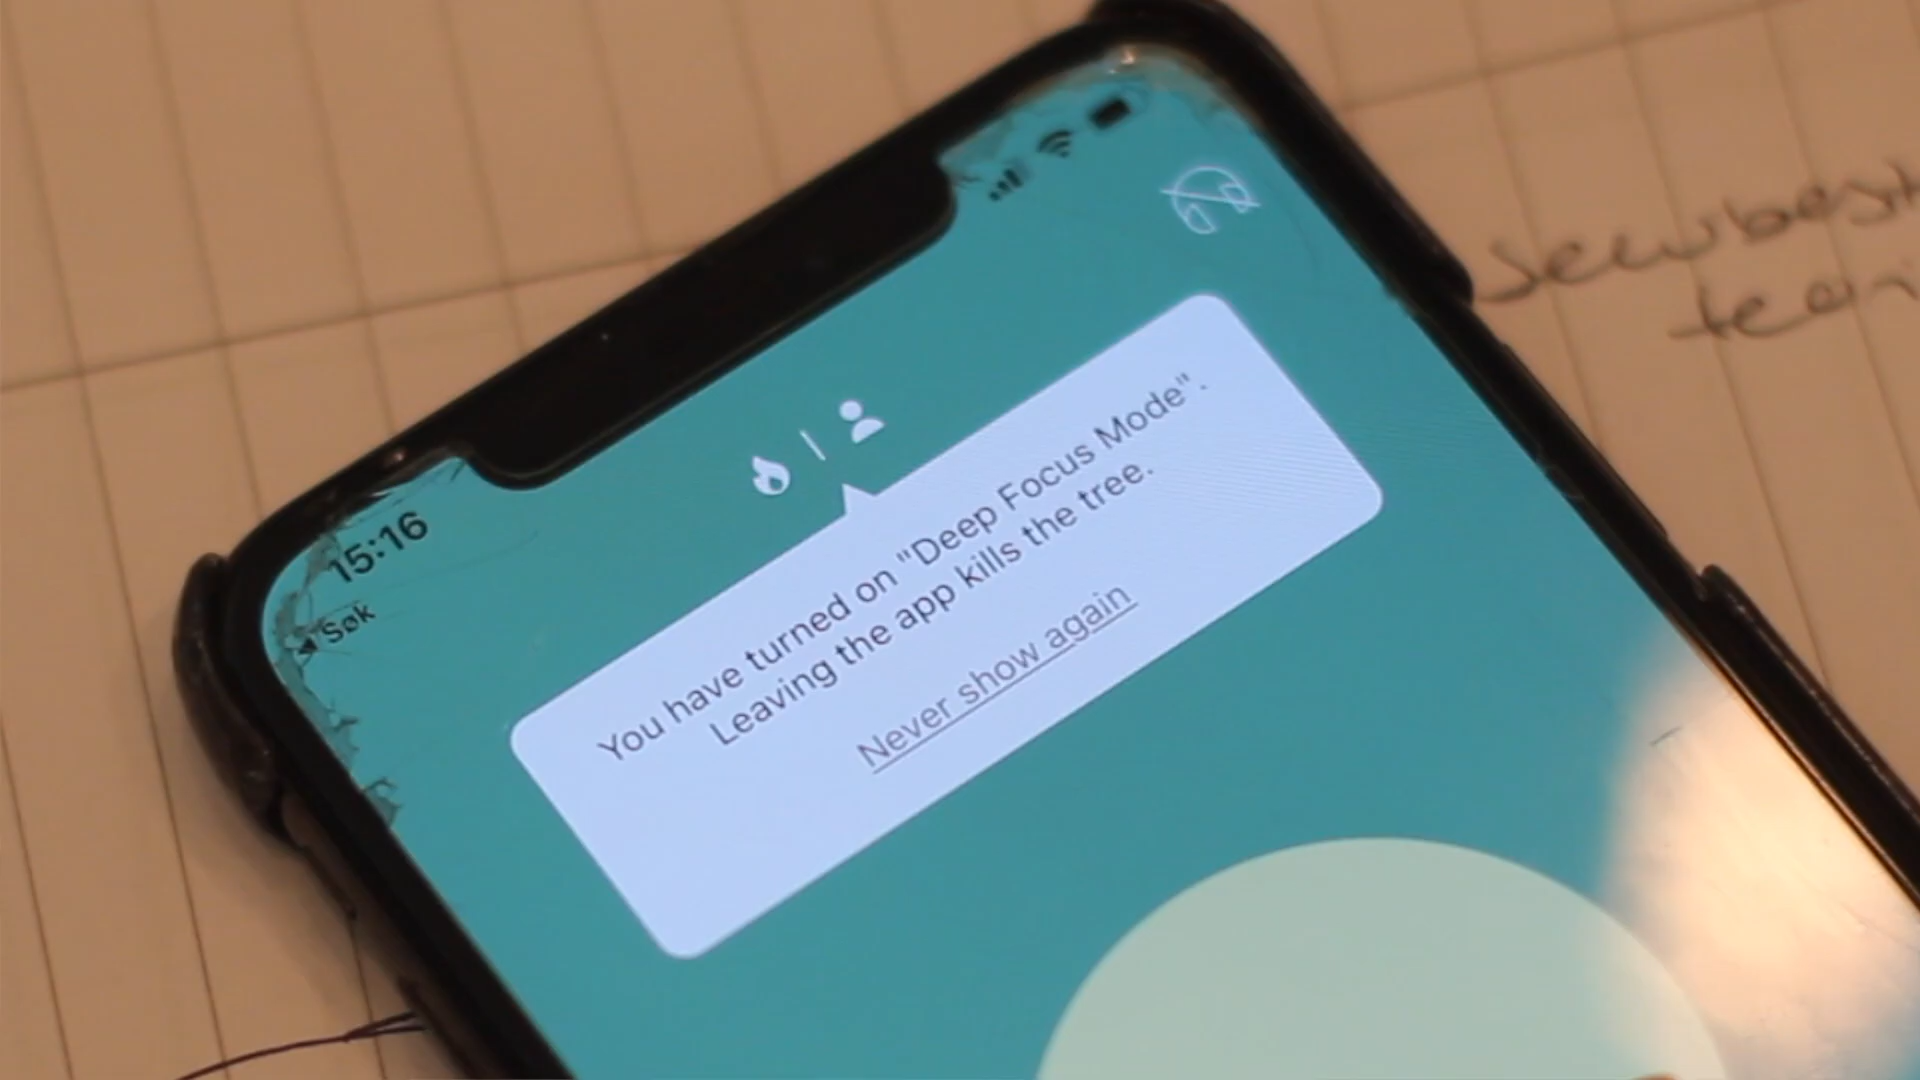 15:16
◀ Søk
You have turned on "Deep Focus Mode".
Leaving the app kills the tree.
Never show again